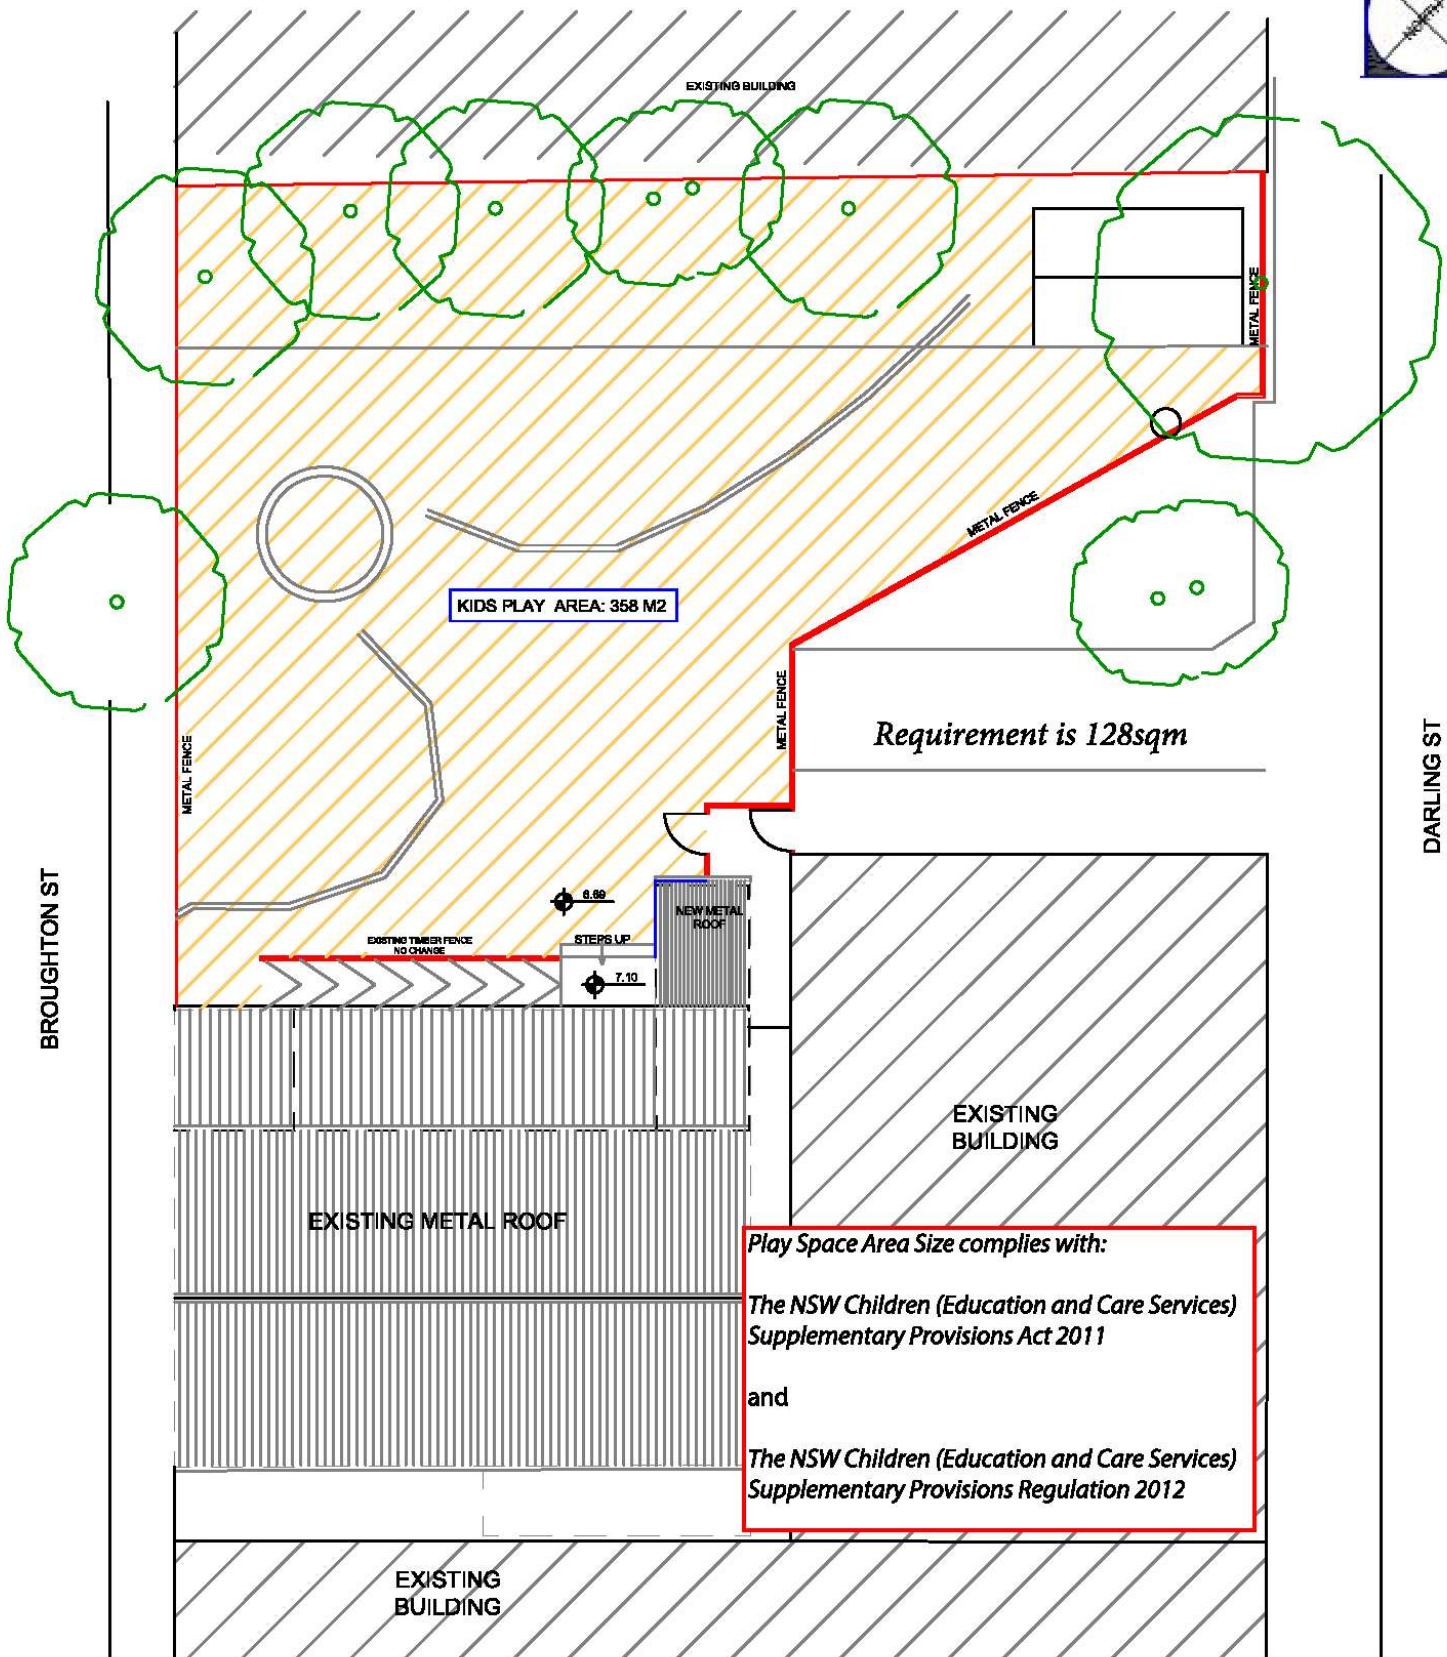 NORTH
EXISTING BUILDING
METAL FENCE
METAL FENCE
KIDS PLAY AREA: 358 M2
METAL FENCE
METAL FENCE
Requirement is 128sqm
DARLING ST
BROUGHTON ST
6.69
NEW METAL
ROOF
EXISTING TIMBER FENCE
NO CHANGE
STEPS UP
7.10
EXISTING
BUILDING
EXISTING METAL ROOF
Play Space Area Size complies with:
The NSW Children (Education and Care Services)
Supplementary Provisions Act 2011
and
The NSW Children (Education and Care Services)
Supplementary Provisions Regulation 2012
EXISTING
BUILDING